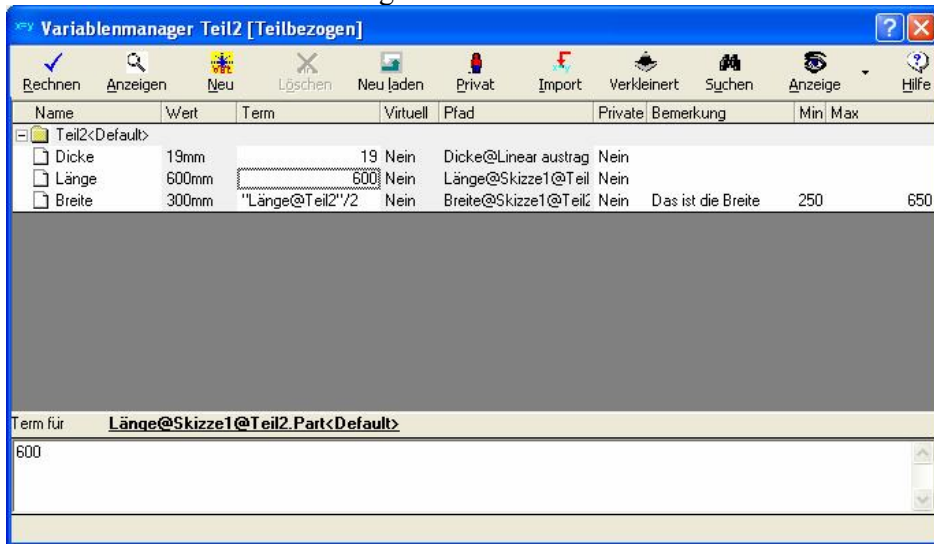 x=y Variablenmanager Teil2 [Teilbezogen]
Rechnen Anzeigen Neu Löschen Neu laden Privat Import Verkleinert Suchen Anzeige Hilfe
Name Wert Term Virtuell Pfad Private Bemerkung Min Max
Teil2<Default>
Dicke 19mm 19 Nein Dicke@Linear austrag Nein
Länge 600mm 600 Nein Länge@Skizze1@Teil Nein
Breite 300mm "Länge@Teil2"/2 Nein Breite@Skizze1@Teil2 Nein Das ist die Breite 250 650
Term für Länge@Skizze1@Teil2.Part<Default>
600